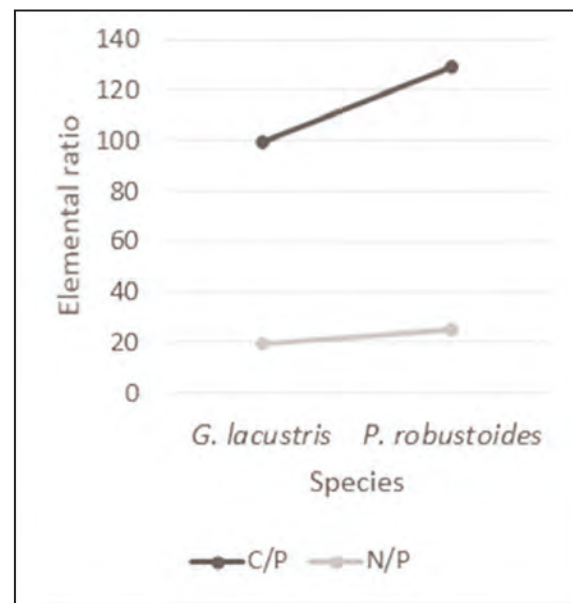 140
120
100
80
60
40
20
0
Elemental ratio
G. lacustris P. robustoides
Species
C/P N/P